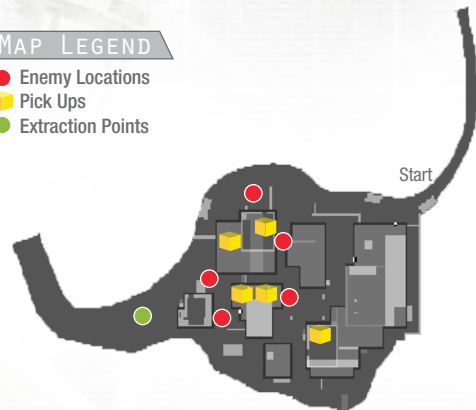 MAP LEGEND
Enemy Locations
Pick Ups
Extraction Points
Start